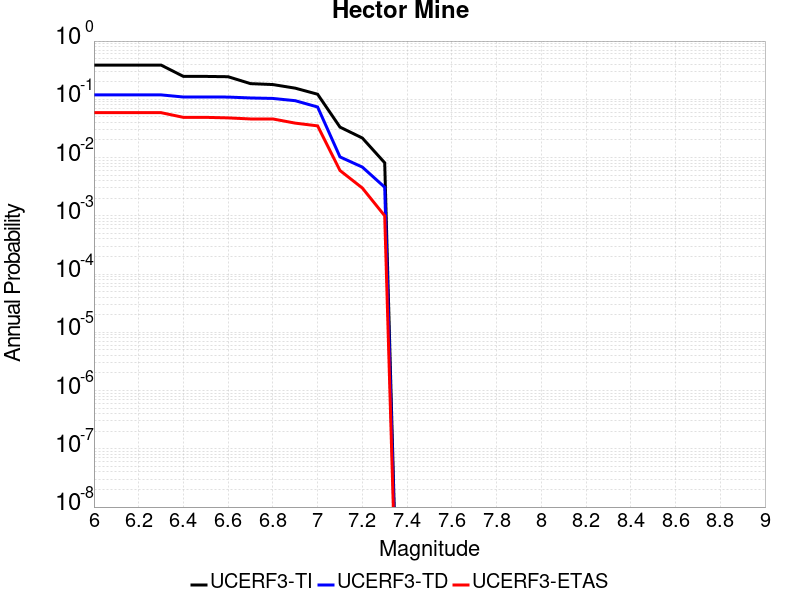 Hector Mine
10^0
10^-1
10^-2
10^-3
10^-4
10^-5
10^-6
10^-7
10^-8
Annual Probability
6 6.2 6.4 6.6 6.8 7 7.2 7.4 7.6 7.8 8 8.2 8.4 8.6 8.8 9
Magnitude
UCERF3-TI UCERF3-TD UCERF3-ETAS